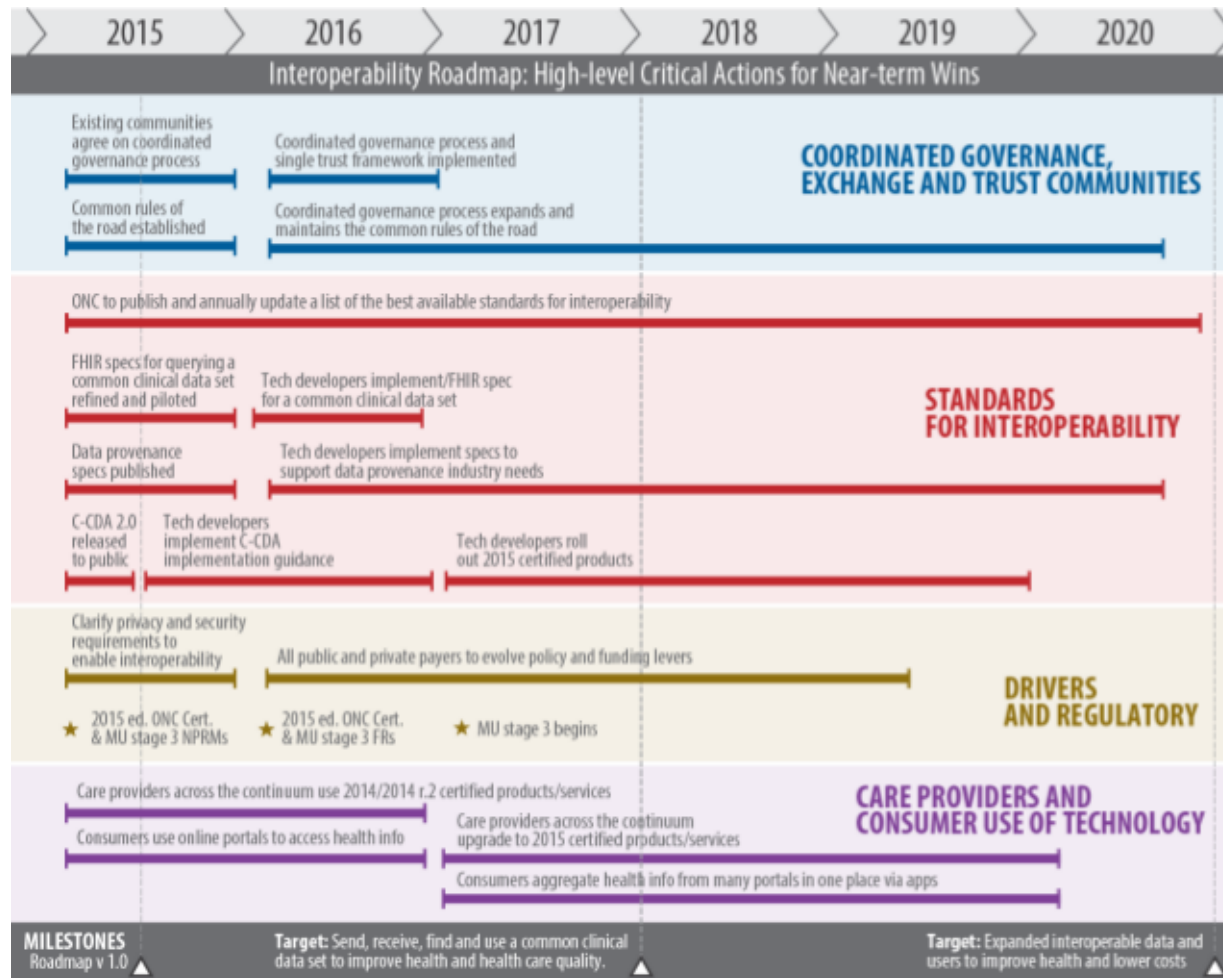 2015 2016 2017 2018 2019 2020
Interoperability Roadmap: High-level Critical Actions for Near-term Wins
COORDINATED GOVERNANCE,
EXCHANGE AND TRUST COMMUNITIES
Existing communities
agree on coordinated
governance process
Coordinated governance process and
single trust framework implemented
Common rules of
the road established
Coordinated governance process expands and
maintains the common rules of the road
STANDARDS
FOR INTEROPERABILITY
ONC to publish and annually update a list of the best available standards for interoperability
FHIR specs for querying a
common clinical data set
refined and piloted
Tech developers implement/FHIR spec
for a common clinical data set
Data provenance
specs published
Tech developers implement specs to
support data provenance industry needs
C-CDA 2.0
released
to public
Tech developers
implement C-CDA
implementation guidance
Tech developers roll
out 2015 certified products
DRIVERS
AND REGULATORY
Clarify privacy and security
requirements to
enable interoperability
All public and private payers to evolve policy and funding levers
2015 ed. ONC Cert.
& MU stage 3 NPRMs
2015 ed. ONC Cert.
& MU stage 3 FRs
MU stage 3 begins
CARE PROVIDERS AND
CONSUMER USE OF TECHNOLOGY
Care providers across the continuum use 2014/2014 r.2 certified products/services
Consumers use online portals to access health info
Care providers across the continuum
upgrade to 2015 certified products/services
Consumers aggregate health info from many portals in one place via apps
MILESTONES
Roadmap v 1.0
Target: Send, receive, find and use a common clinical
data set to improve health and health care quality.
Target: Expanded interoperable data and
users to improve health and lower costs